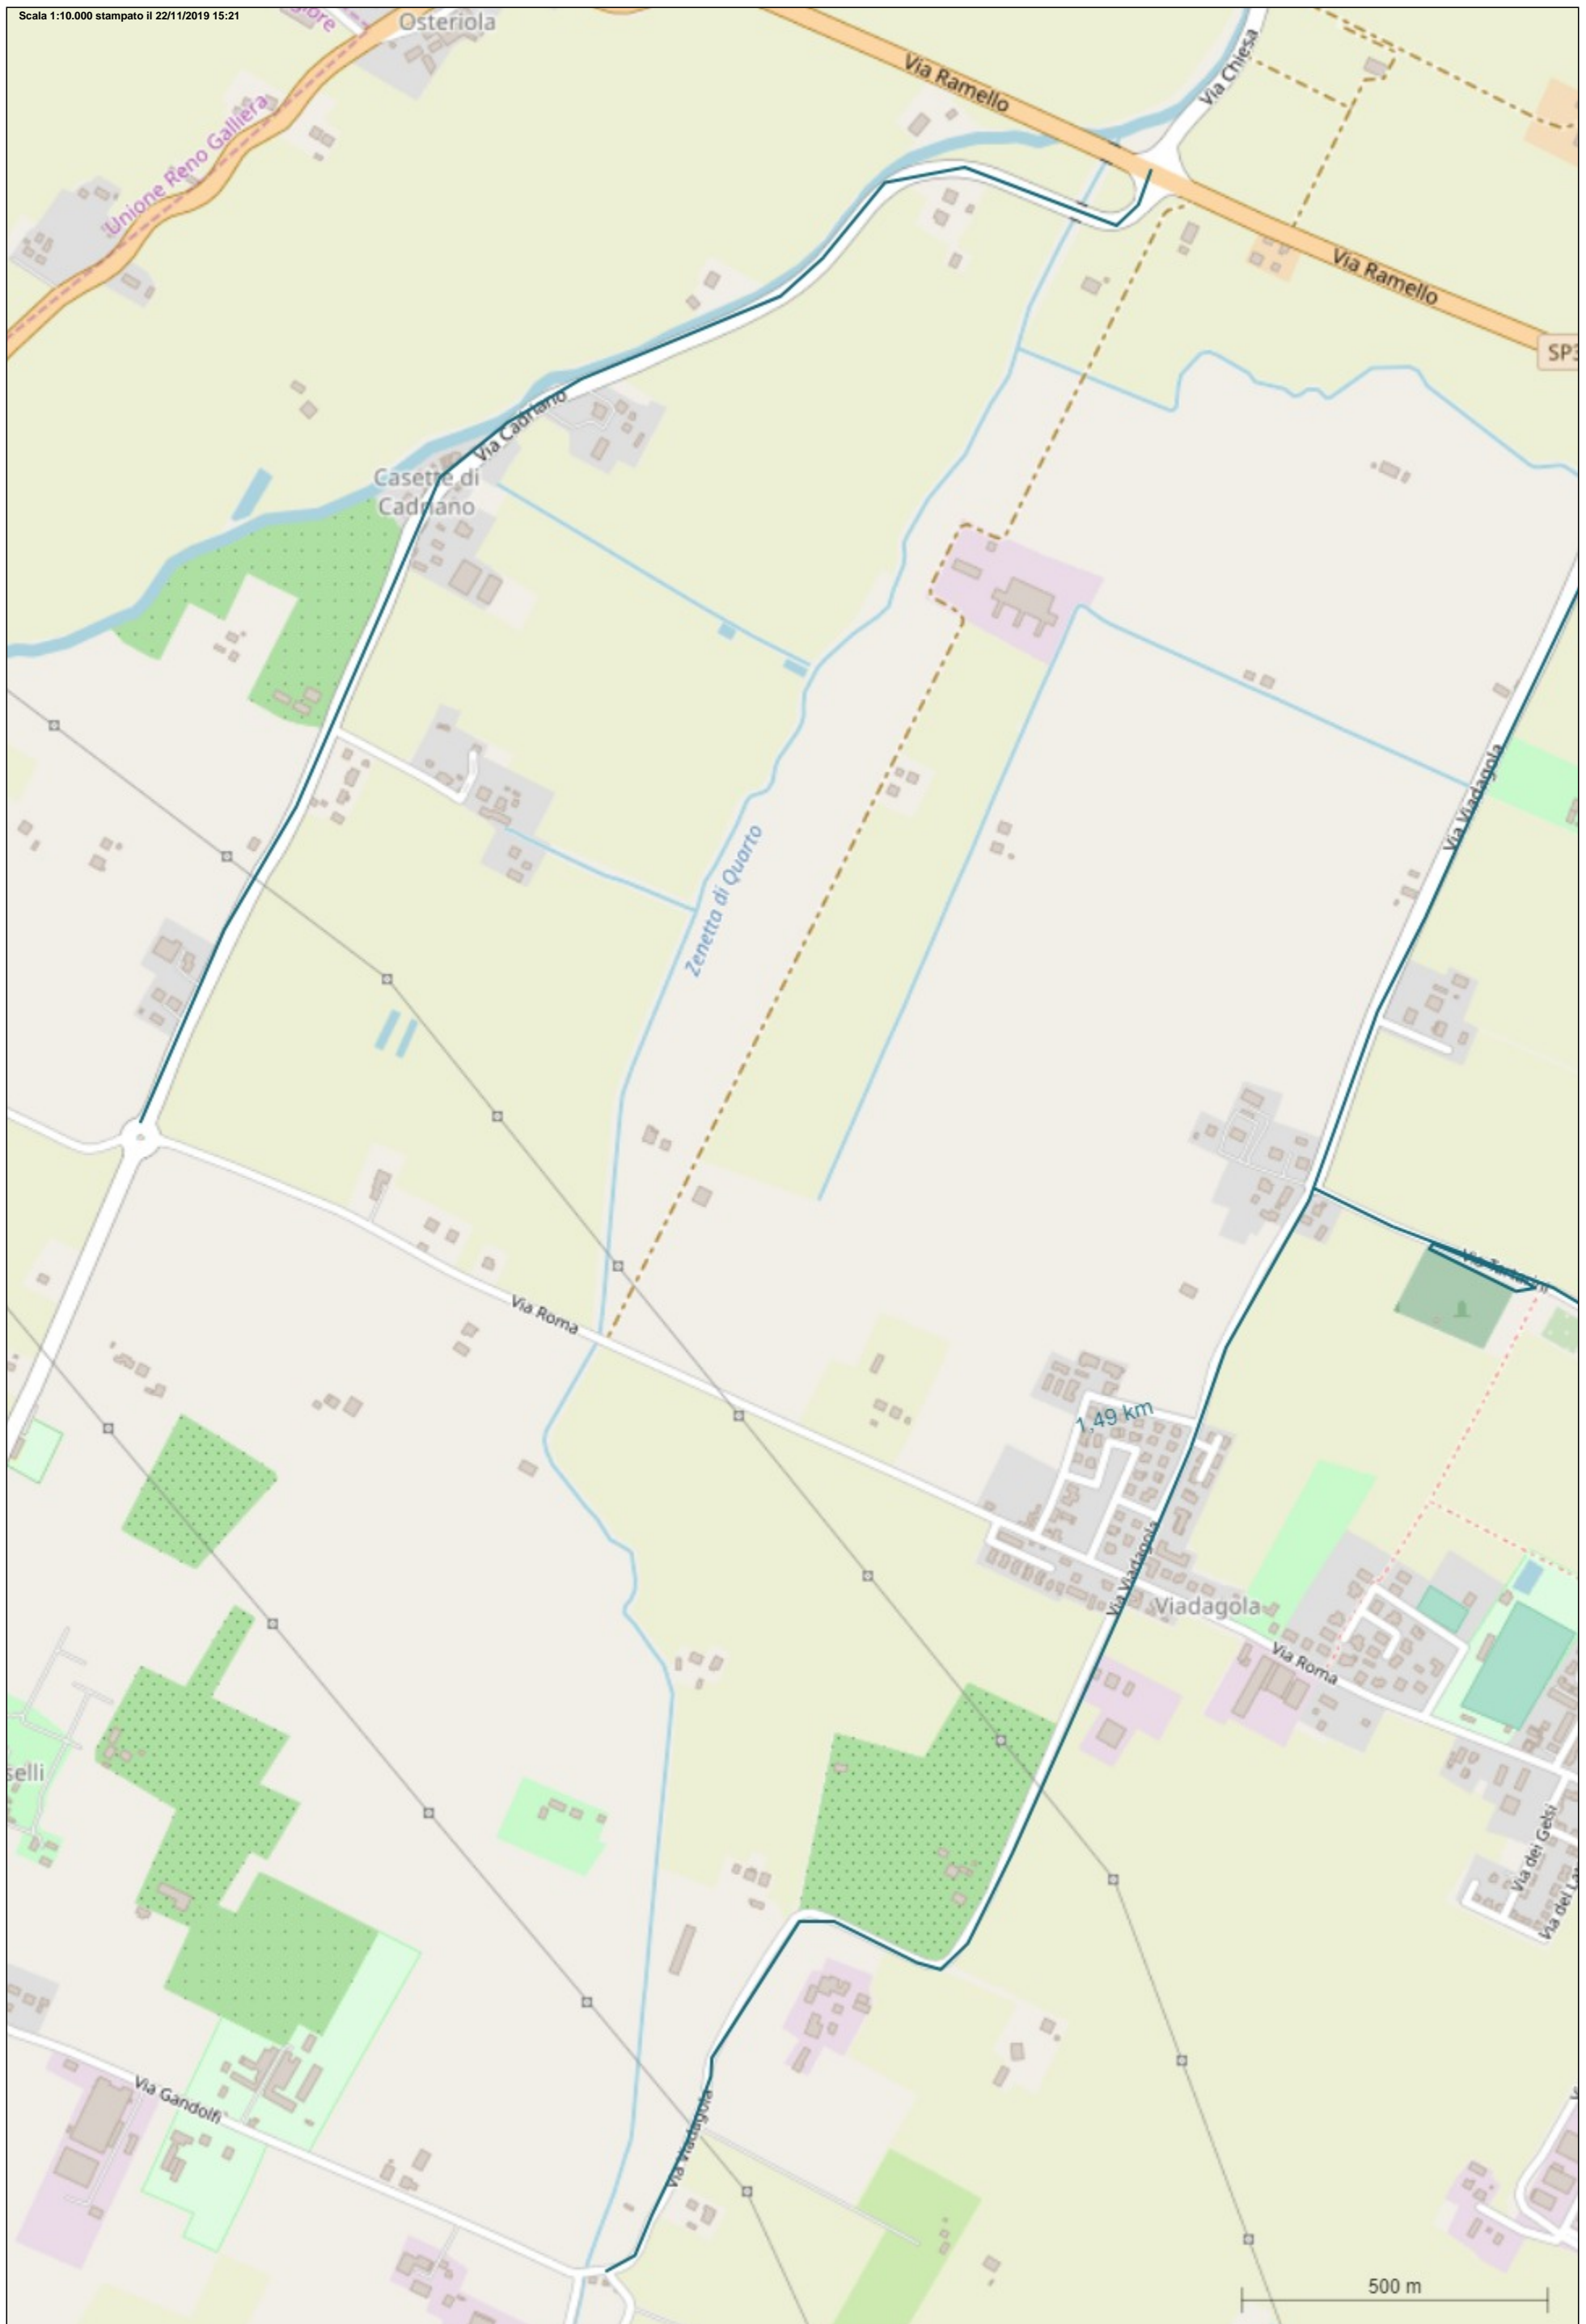 Scala 1:10.000 stampato il 22/11/2019 15:21
Osteriola
Via Ramello
Via Chiesa
Unione Reno Galliera
Via Ramello
Via Cadriano
Casette di
Cadriano
Via Viadagola
Zenetta di Quarto
Via Roma
1,49 km
Via Viadagola
Viadagola
Via Roma
selli
Via dei Gelsi
Via Gandolfi
Via Viadagola
500 m